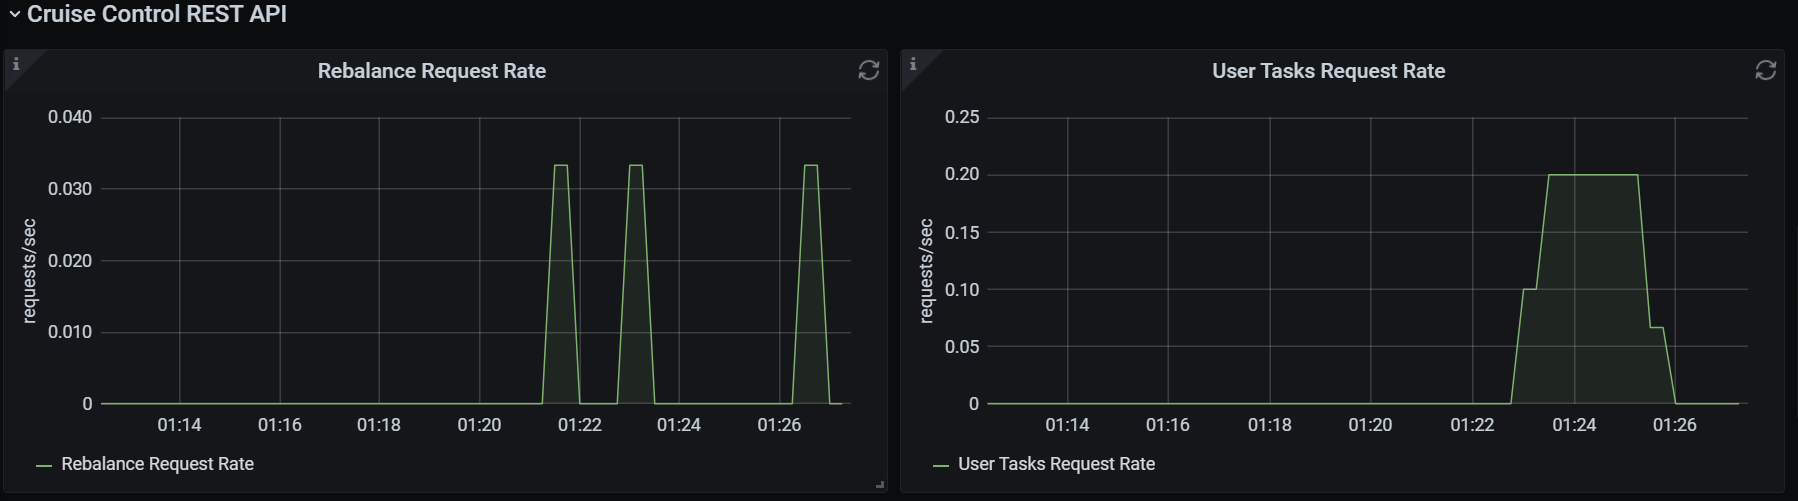 Cruise Control REST API
Rebalance Request Rate
0.040
0.030
0.020
0.010
0
requests/sec
01:14 01:16 01:18 01:20 01:22 01:24 01:26
Rebalance Request Rate
User Tasks Request Rate
0.25
0.20
0.15
0.10
0.05
0
requests/sec
01:14 01:16 01:18 01:20 01:22 01:24 01:26
User Tasks Request Rate